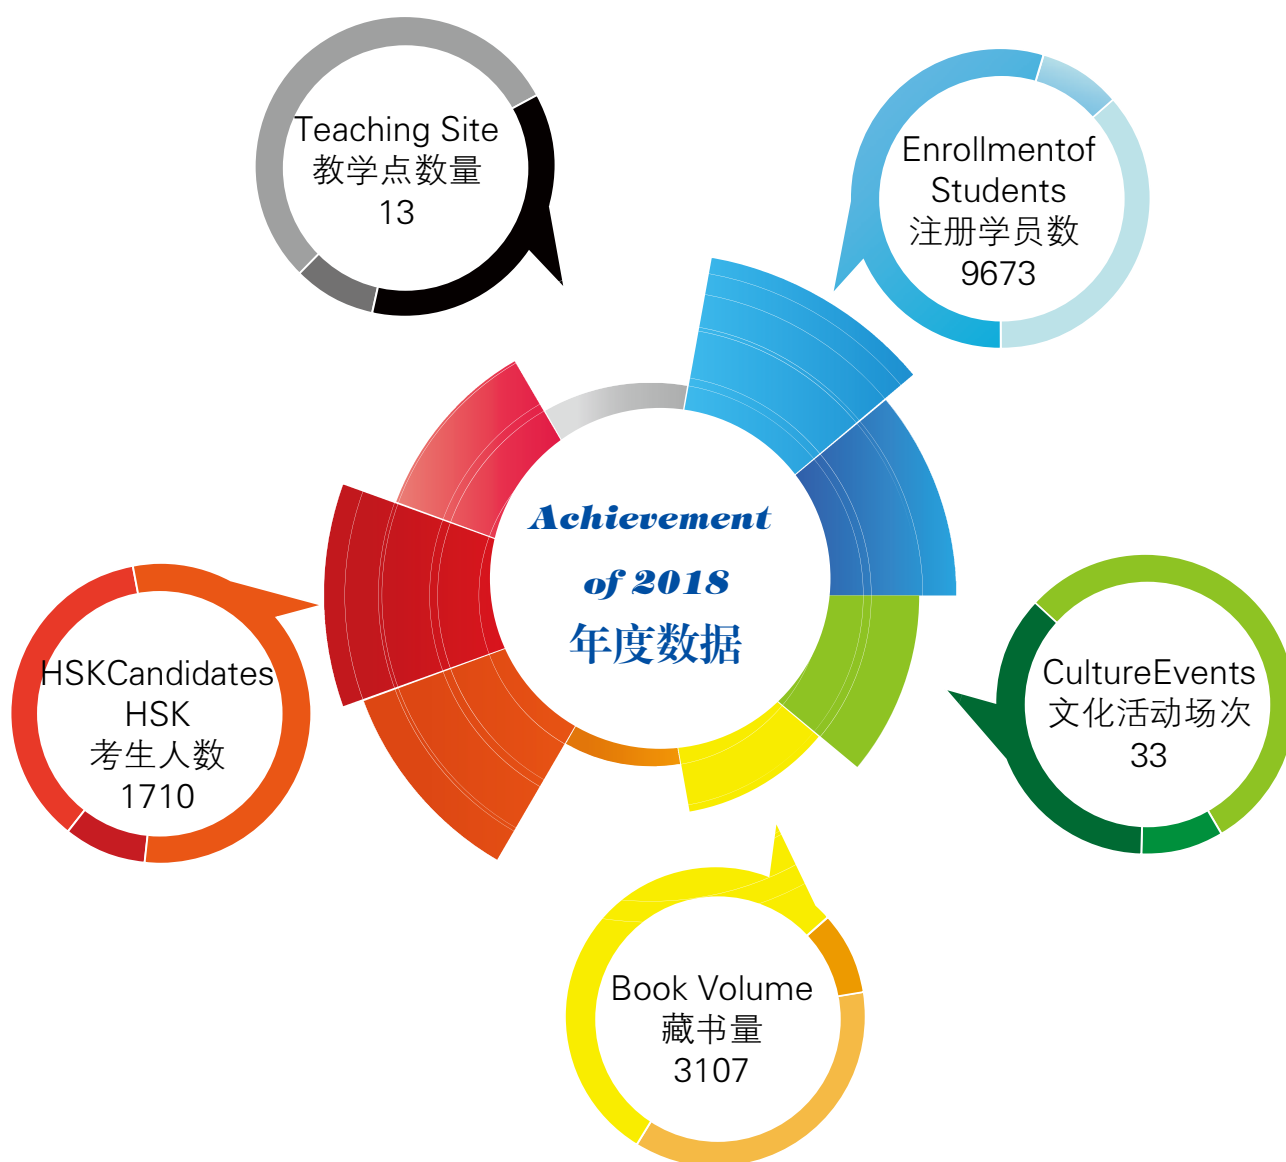 Teaching Site
教学点数量
13
Enrollmentof
Students
注册学员数
9673
Achievement
of 2018
年度数据
HSKCandidates
HSK
考生人数
1710
CultureEvents
文化活动场次
33
Book Volume
藏书量
3107